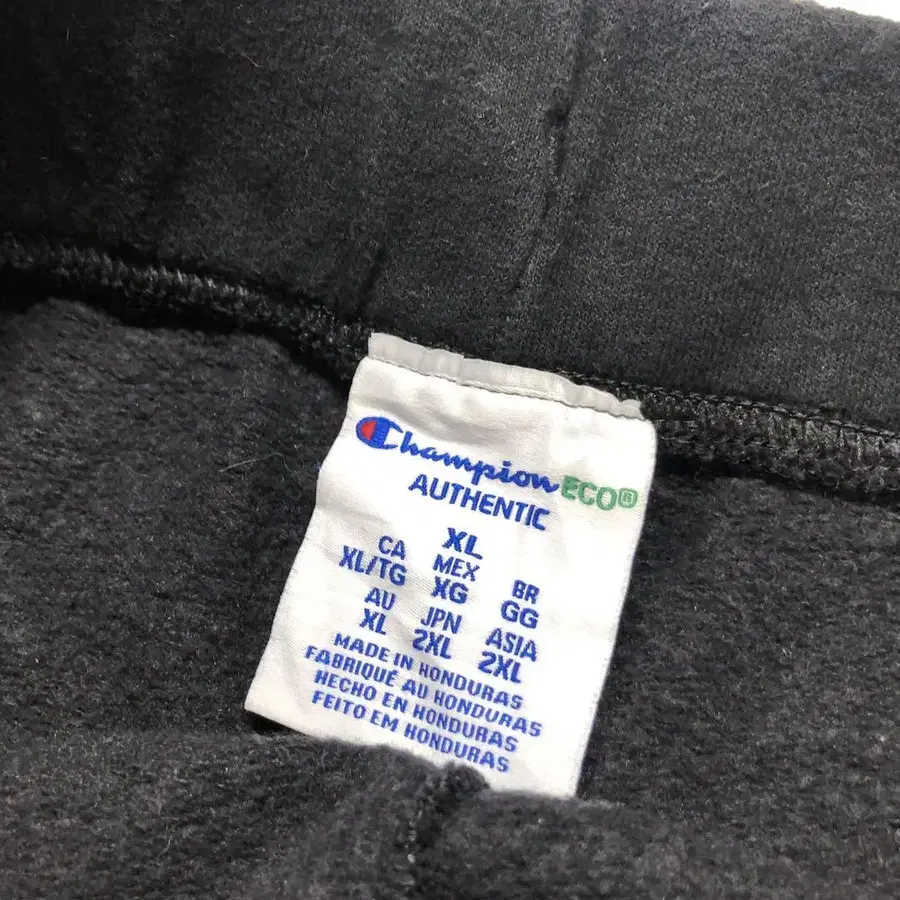 Champion ECO®
AUTHENTIC
XL
CA MEX BR
XL/TG XG GG
AU JPN ASIA
XL 2XL 2XL
MADE IN HONDURAS
FABRIQUÉ AU HONDURAS
HECHO EN HONDURAS
FEITO EM HONDURAS